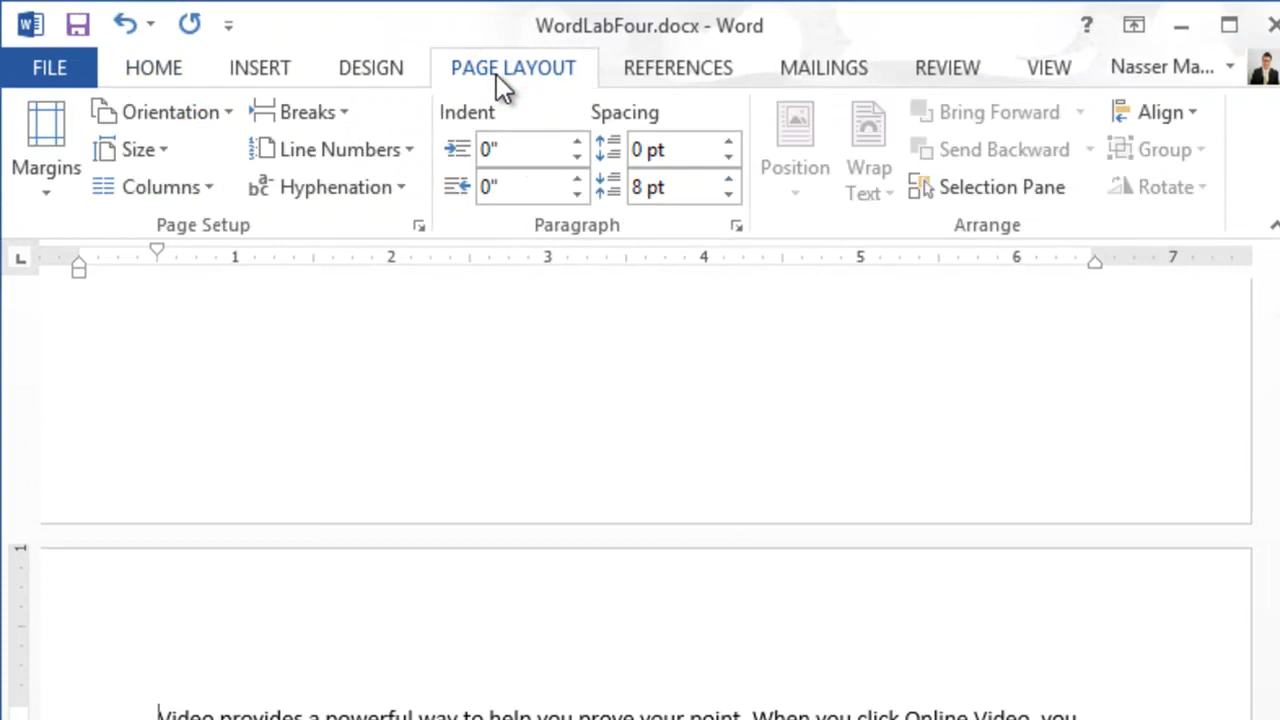 WordLabFour.docx - Word
?
FILE HOME INSERT DESIGN PAGE LAYOUT REFERENCES MAILINGS REVIEW VIEW Nasser Ma...
Margins
Orientation
Size
Columns
Breaks
Line Numbers
Hyphenation
Page Setup
Indent
0"
0"
Spacing
0 pt
8 pt
Paragraph
Position
Wrap
Text
Bring Forward
Send Backward
Selection Pane
Align
Group
Rotate
Arrange
L 1 2 3 4 5 6 7
1
Video provides a powerful way to help you prove your point. When you click Online Video, you